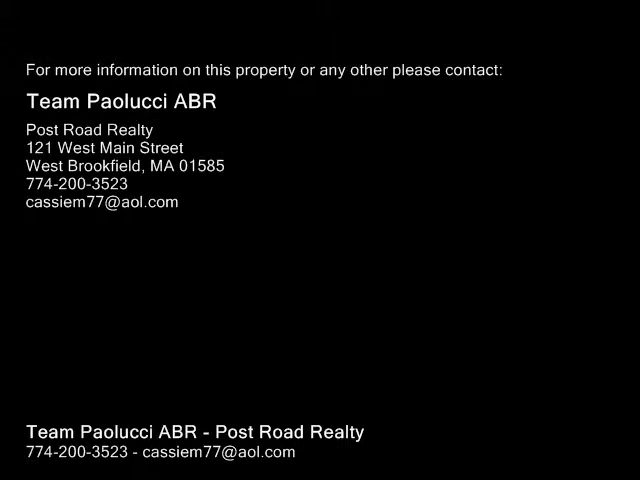 For more information on this property or any other please contact:
Team Paolucci ABR
Post Road Realty
121 West Main Street
West Brookfield, MA 01585
774-200-3523
cassiem77@aol.com
Team Paolucci ABR - Post Road Realty
774-200-3523 - cassiem77@aol.com